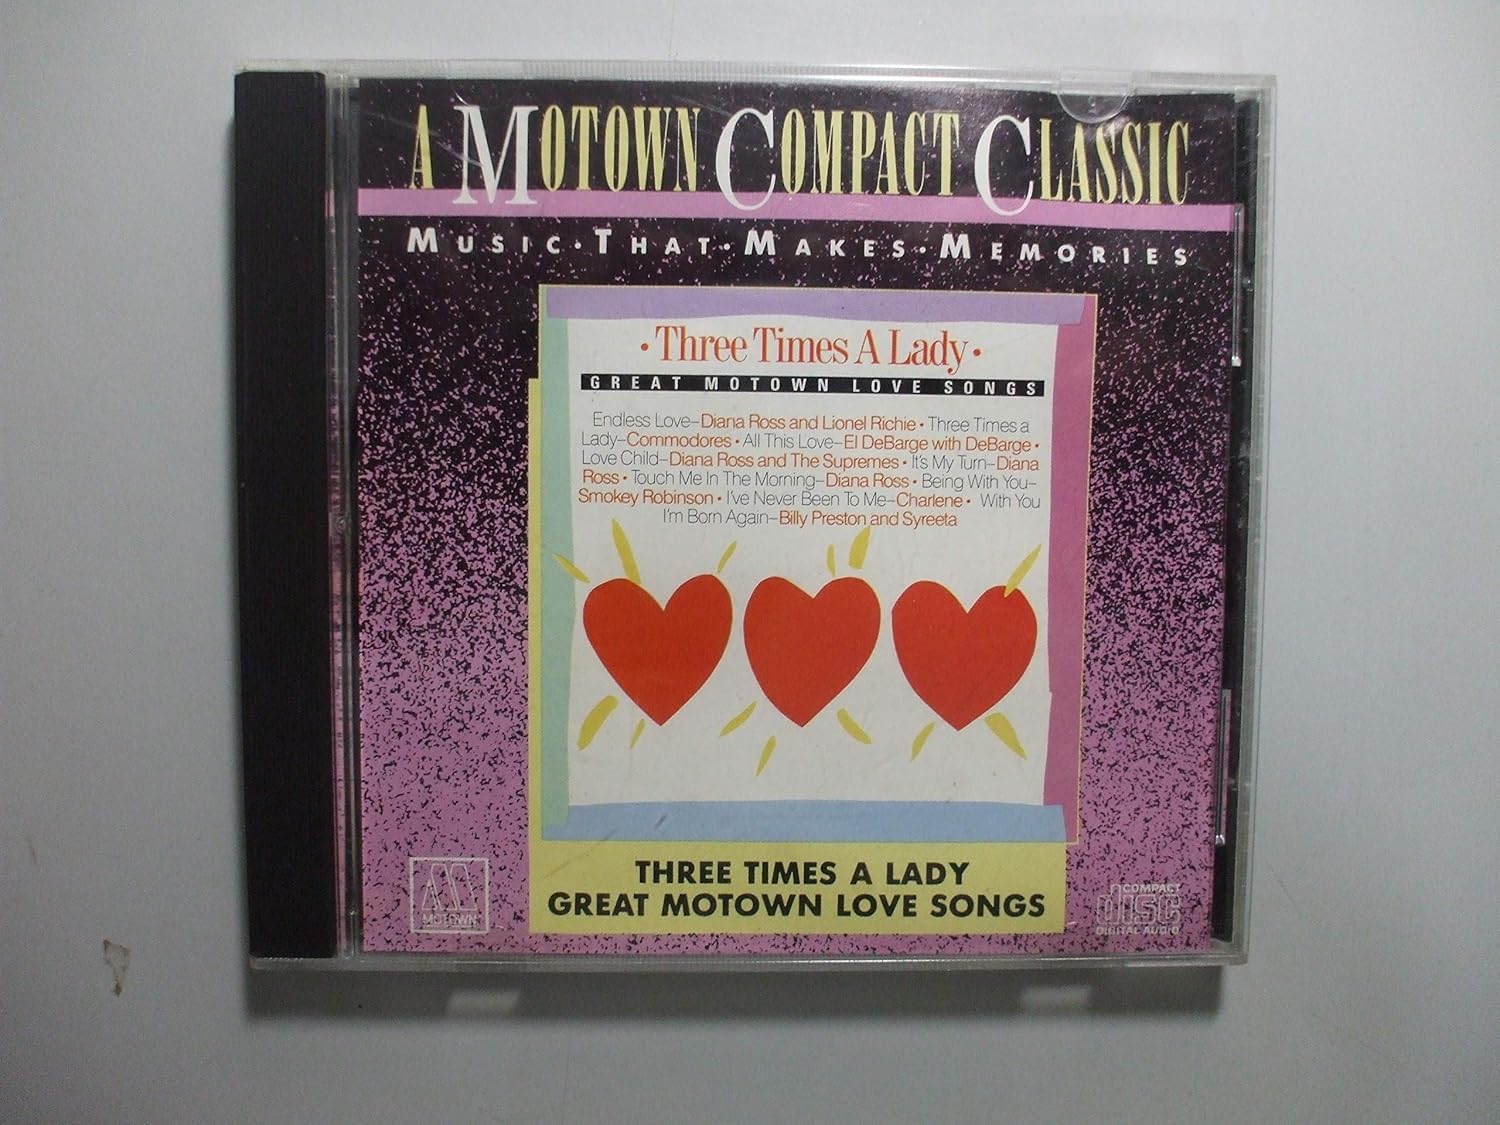 A MOTOWN COMPACT CLASSIC
MUSIC·THAT·MAKES·MEMORIES
· Three Times A Lady ·
GREAT MOTOWN LOVE SONGS
Endless Love–Diana Ross and Lionel Richie • Three Times a
Lady–Commodores • All This Love–El DeBarge with DeBarge •
Love Child–Diana Ross and The Supremes • It's My Turn–Diana
Ross • Touch Me In The Morning–Diana Ross • Being With You–
Smokey Robinson • I've Never Been To Me–Charlene • With You
I'm Born Again–Billy Preston and Syreeta
THREE TIMES A LADY
GREAT MOTOWN LOVE SONGS
M
MOTOWN
COMPACT
disc
DIGITAL AUDIO